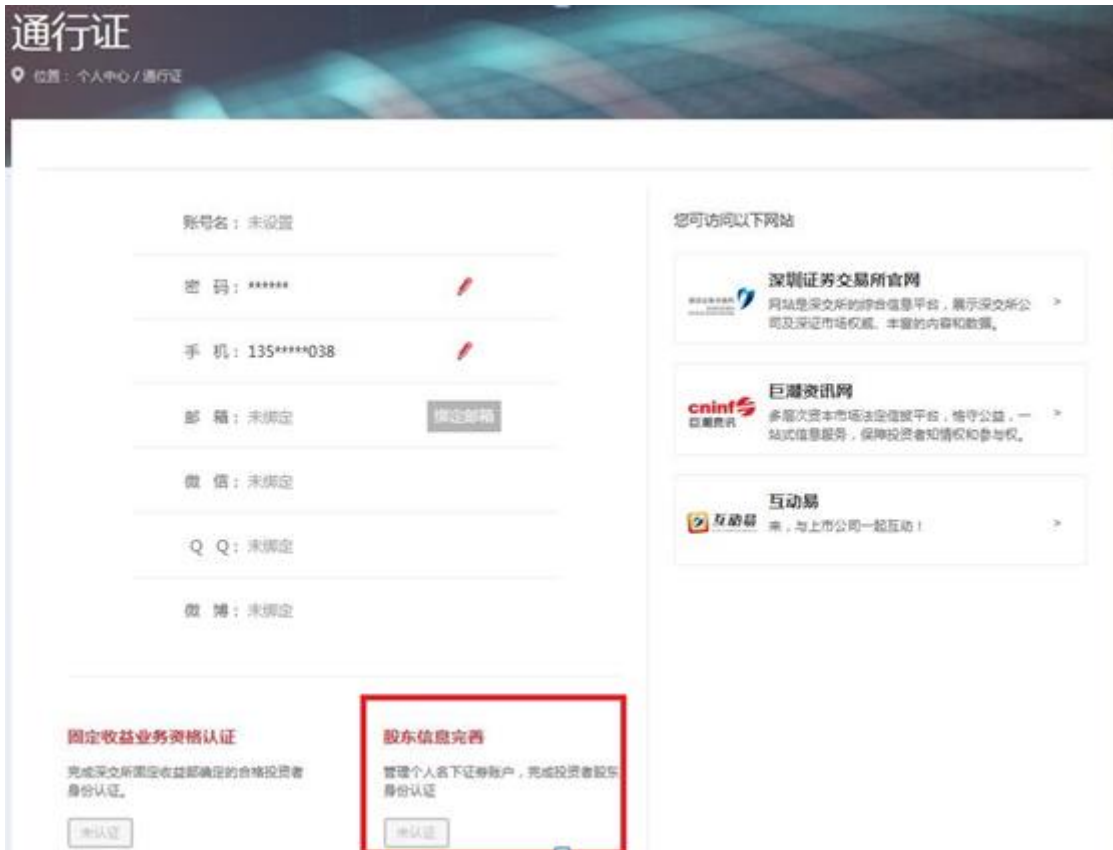 通行证
位置：个人中心 / 通行证
账号名：未设置
密 码：******
手 机：135*****038
邮 箱：未绑定
绑定邮箱
微 信：未绑定
Q Q：未绑定
微 博：未绑定
您可访问以下网站
深圳证券交易所官网
网站是深交所的综合信息平台，展示深交所公
司及深证市场权威、丰富的内容和数据。
>
cninf
巨潮资讯
巨潮资讯网
多层次资本市场法定信披平台，恪守公益，一
站式信息服务，保障投资者知情权和参与权。
>
互动易
互动易
来，与上市公司一起互动！
>
固定收益业务资格认证
完成深交所固定收益部确定的合格投资者
身份认证。
未认证
股东信息完善
管理个人名下证券账户，完成投资者股东
身份认证
未认证